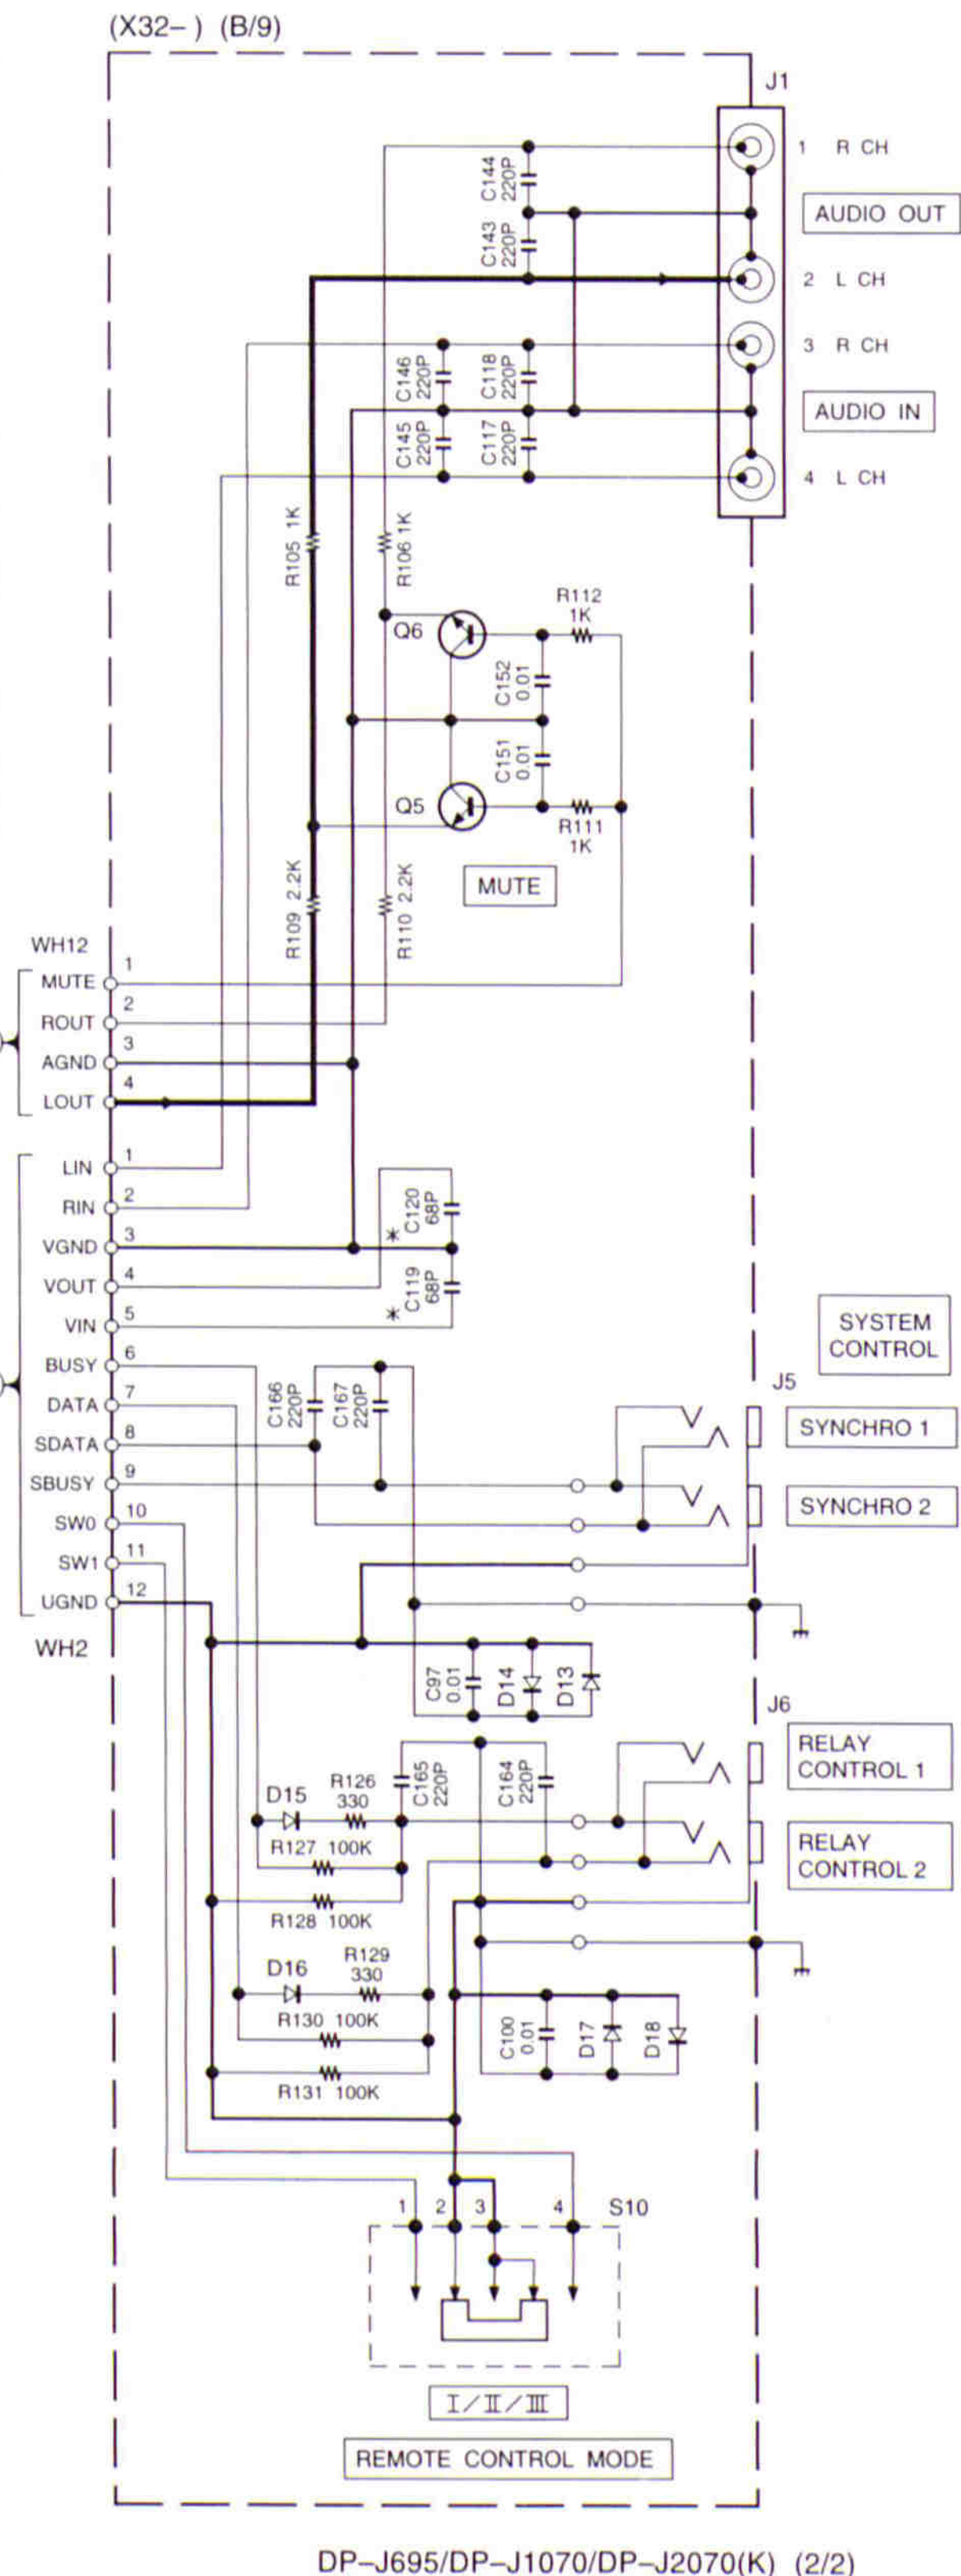 (X32- ) (B/9)
J1
1 R CH
AUDIO OUT
2 L CH
3 R CH
AUDIO IN
4 L CH
C144
220P
C143
220P
C146
220P
C118
220P
C145
220P
C117
220P
R105 1K
R106 1K
R112
1K
Q6
C152
0.01
C151
0.01
Q5
R111
1K
MUTE
R109 2.2K
R110 2.2K
WH12
MUTE 1
ROUT 2
AGND 3
LOUT 4
LIN 1
RIN 2
VGND 3
VOUT 4
VIN 5
BUSY 6
DATA 7
SDATA 8
SBUSY 9
SW0 10
SW1 11
UGND 12
WH2
* C120
68P
* C119
68P
SYSTEM
CONTROL
C166
220P
C167
220P
J5
SYNCHRO 1
SYNCHRO 2
C97
0.01
D14
D13
J6
RELAY
CONTROL 1
RELAY
CONTROL 2
C165
220P
C164
220P
D15
R126
330
R127 100K
R128 100K
D16
R129
330
R130 100K
R131 100K
C100
0.01
D17
D18
1 2 3 4 S10
I/II/III
REMOTE CONTROL MODE
DP-J695/DP-J1070/DP-J2070(K) (2/2)